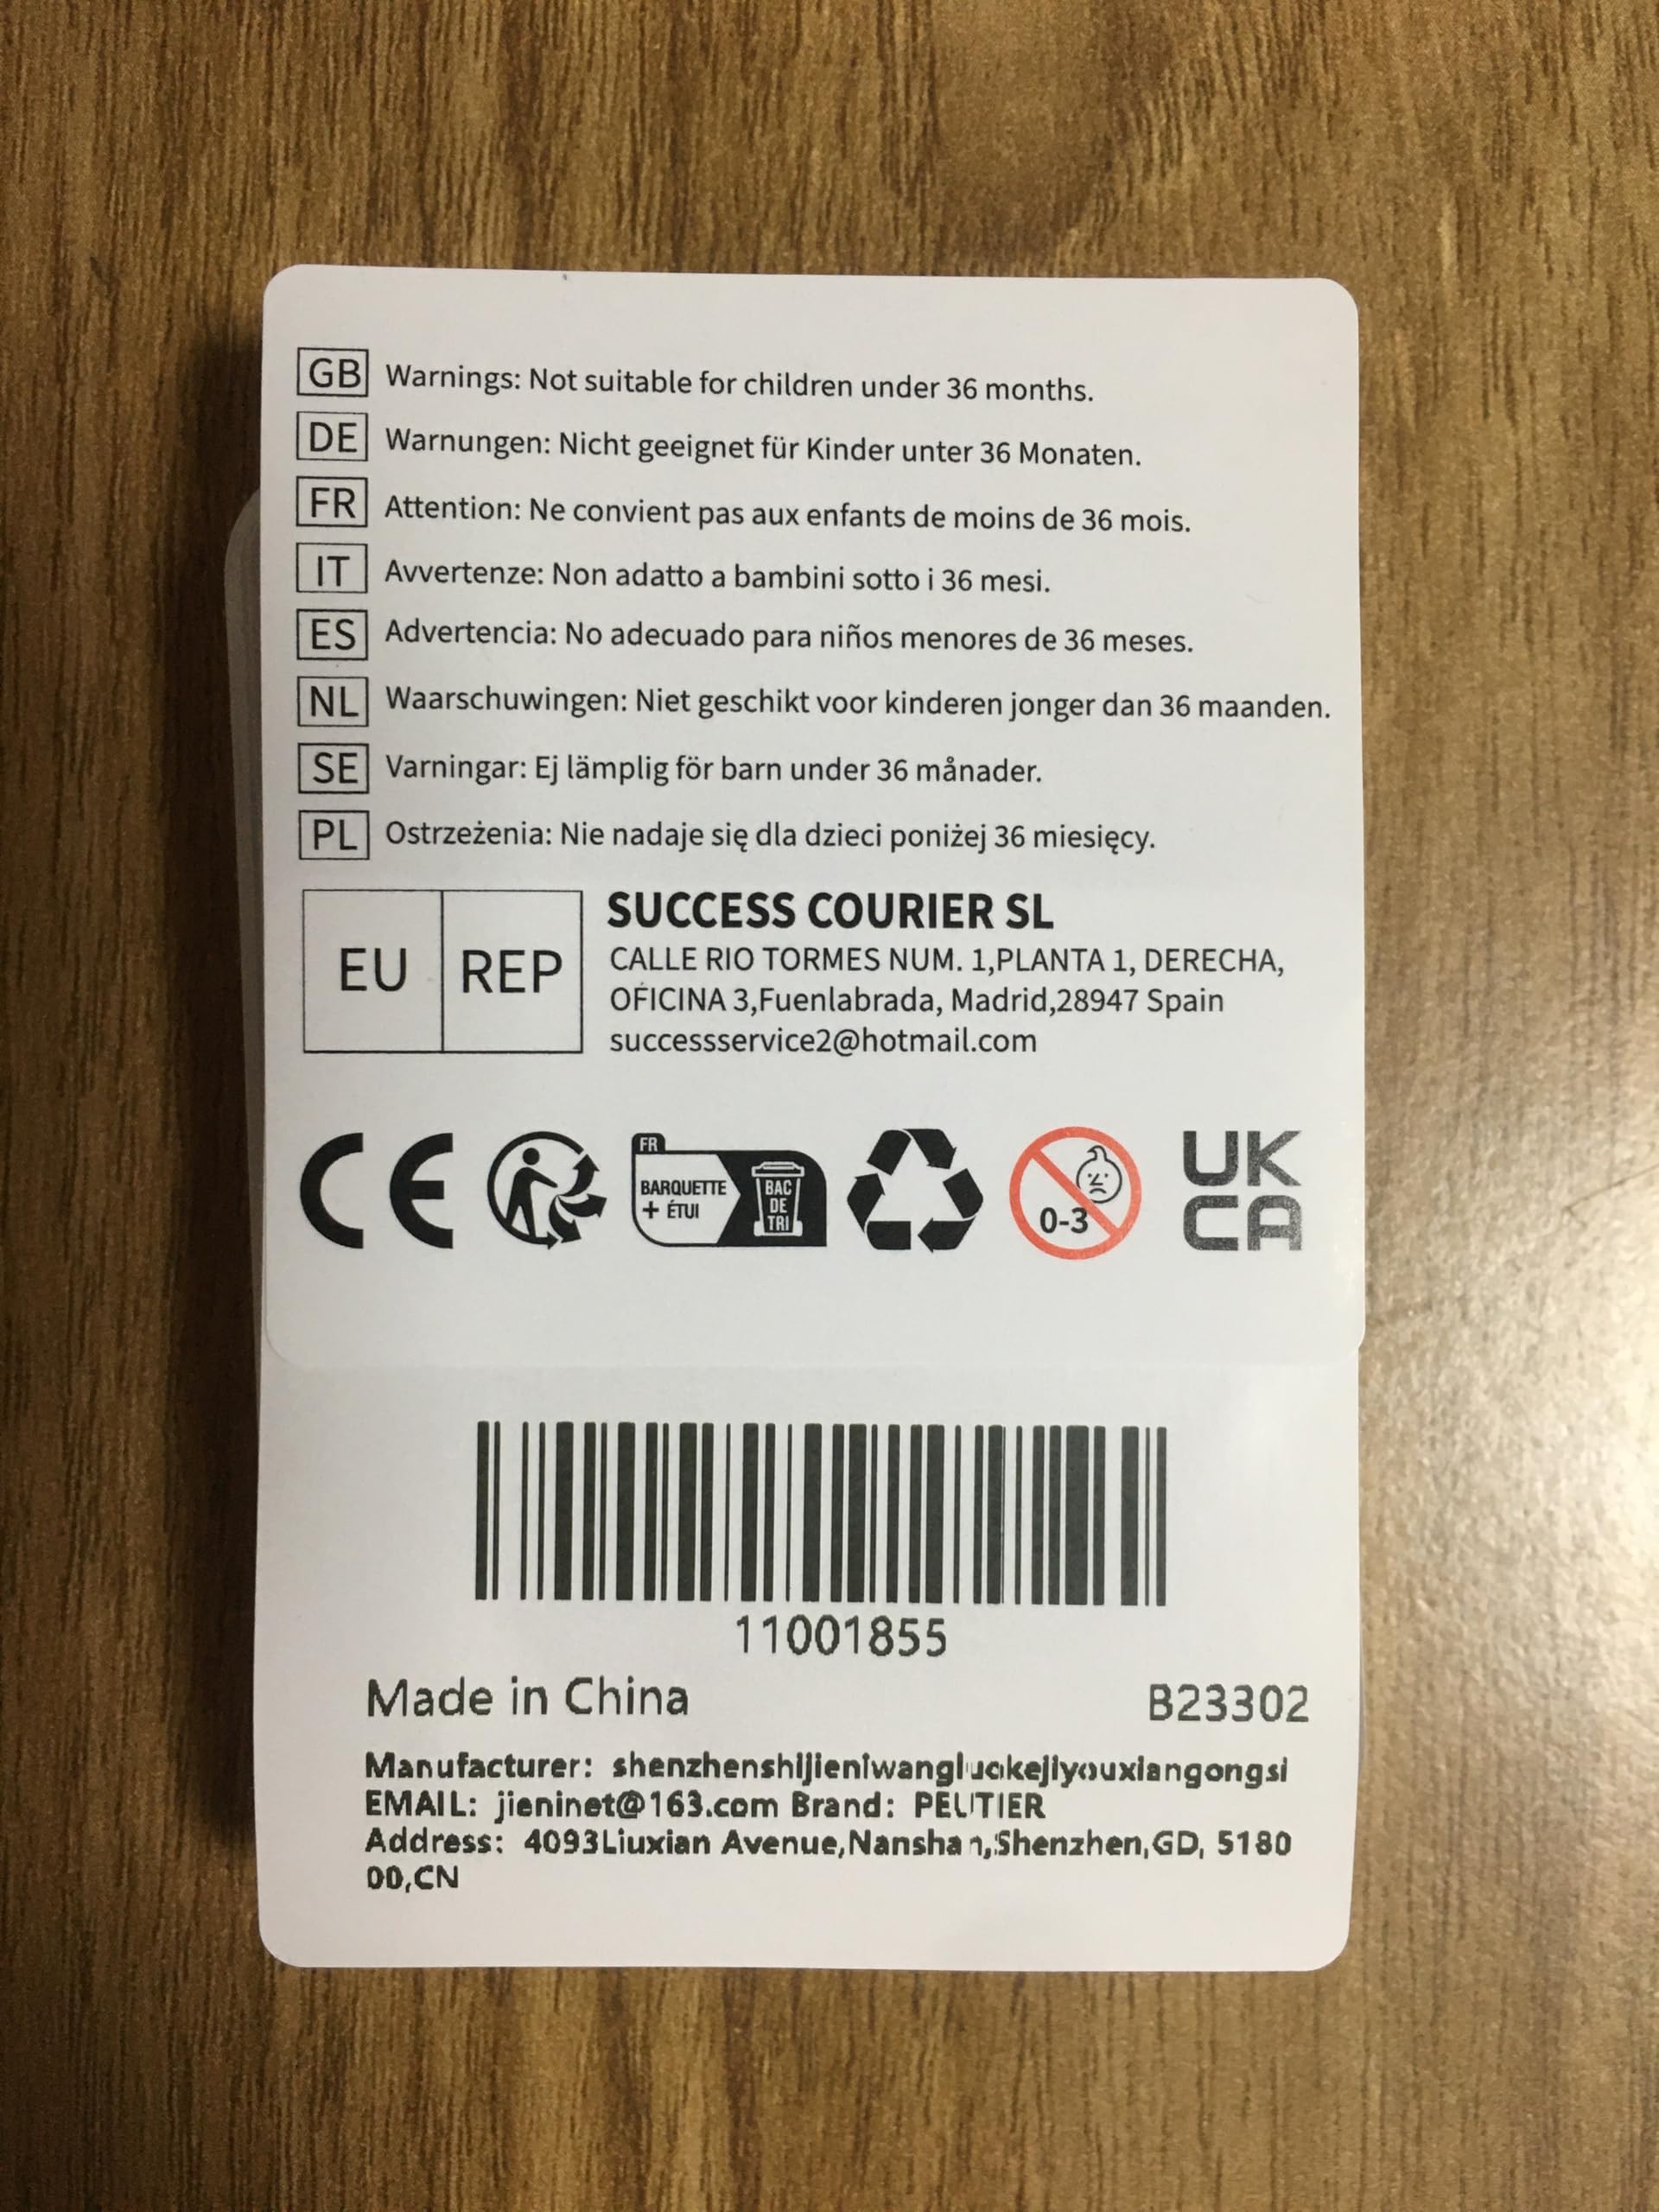 GB Warnings: Not suitable for children under 36 months.
DE Warnungen: Nicht geeignet für Kinder unter 36 Monaten.
FR Attention: Ne convient pas aux enfants de moins de 36 mois.
IT Avvertenze: Non adatto a bambini sotto i 36 mesi.
ES Advertencia: No adecuado para niños menores de 36 meses.
NL Waarschuwingen: Niet geschikt voor kinderen jonger dan 36 maanden.
SE Varningar: Ej lämplig för barn under 36 månader.
PL Ostrzeżenia: Nie nadaje się dla dzieci poniżej 36 miesięcy.
EU REP
SUCCESS COURIER SL
CALLE RIO TORMES NUM. 1,PLANTA 1, DERECHA,
OFICINA 3,Fuenlabrada, Madrid,28947 Spain
successservice2@hotmail.com
CE
FR
BARQUETTE
+ ÉTUI
BAC
DE
TRI
0-3
UK
CA
11001855
Made in China B23302
Manufacturer: shenzhenshijieniwangluokejiyouxiangongsi
EMAIL: jieninet@163.com Brand: PEUTIER
Address: 4093Liuxian Avenue,Nanshan,Shenzhen,GD, 5180
00,CN